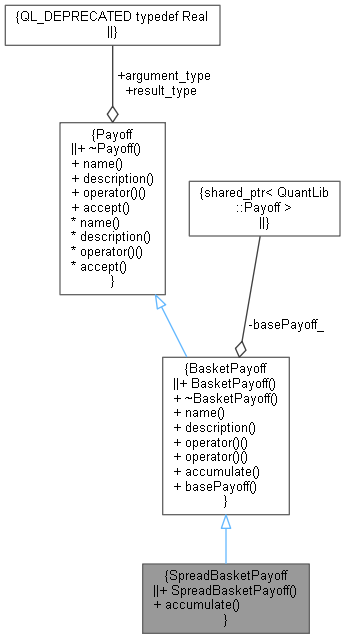 {QL_DEPRECATED typedef Real
||}
+argument_type
+result_type
{Payoff
||+ ~Payoff()
+ name()
+ description()
+ operator()()
+ accept()
* name()
* description()
* operator()()
* accept()
}
{shared_ptr< QuantLib
::Payoff >
||}
-basePayoff_
{BasketPayoff
||+ BasketPayoff()
+ ~BasketPayoff()
+ name()
+ description()
+ operator()()
+ operator()()
+ accumulate()
+ basePayoff()
}
{SpreadBasketPayoff
||+ SpreadBasketPayoff()
+ accumulate()
}